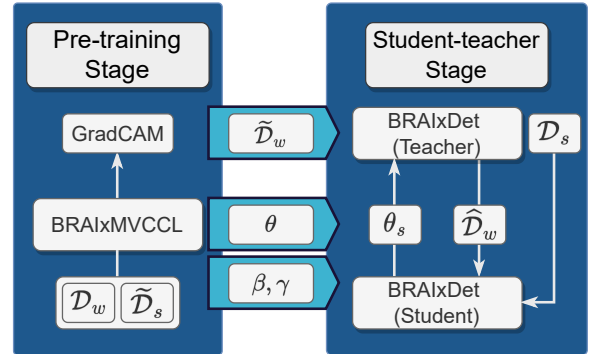 Pre-training
Stage
GradCAM
BRAIxMVCCL
𝒟_w 𝒟̃_s
𝒟̃_w
θ
β, γ
Student-teacher
Stage
BRAIxDet
(Teacher)
𝒟_s
θ_s
𝒟̂_w
BRAIxDet
(Student)